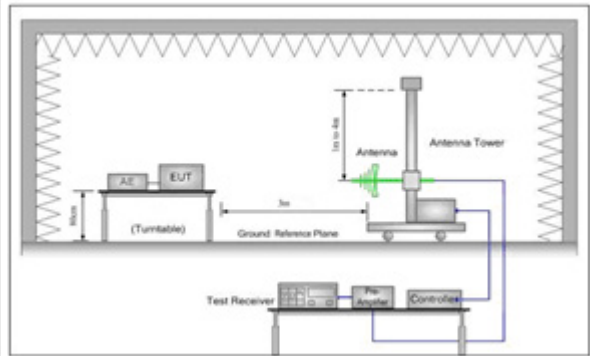 1m to 4m
Antenna Tower
Antenna
AE
EUT
80cm
3m
(Turntable)
Ground Reference Plane
Test Receiver
Pre-
Amplifier
Controller